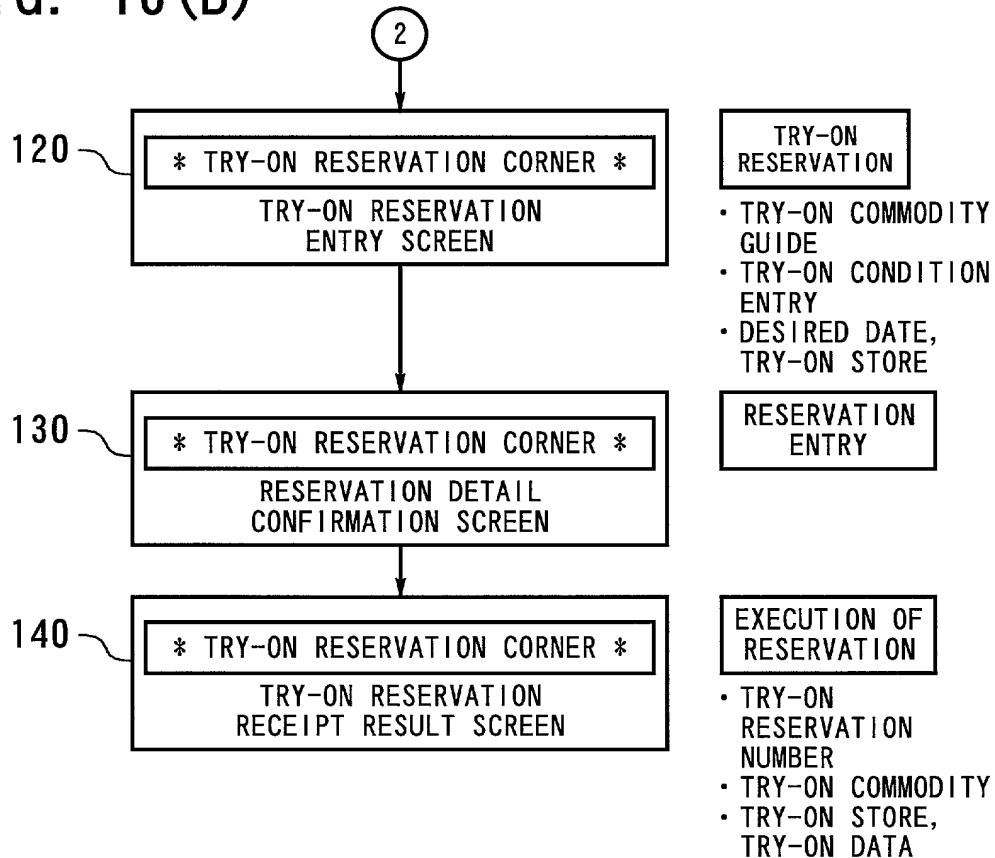 G. 10(B)
2
120
* TRY-ON RESERVATION CORNER *
TRY-ON RESERVATION
ENTRY SCREEN
TRY-ON
RESERVATION
· TRY-ON COMMODITY
GUIDE
· TRY-ON CONDITION
ENTRY
· DESIRED DATE,
TRY-ON STORE
130
* TRY-ON RESERVATION CORNER *
RESERVATION DETAIL
CONFIRMATION SCREEN
RESERVATION
ENTRY
140
* TRY-ON RESERVATION CORNER *
TRY-ON RESERVATION
RECEIPT RESULT SCREEN
EXECUTION OF
RESERVATION
· TRY-ON
RESERVATION
NUMBER
· TRY-ON COMMODITY
· TRY-ON STORE,
TRY-ON DATA